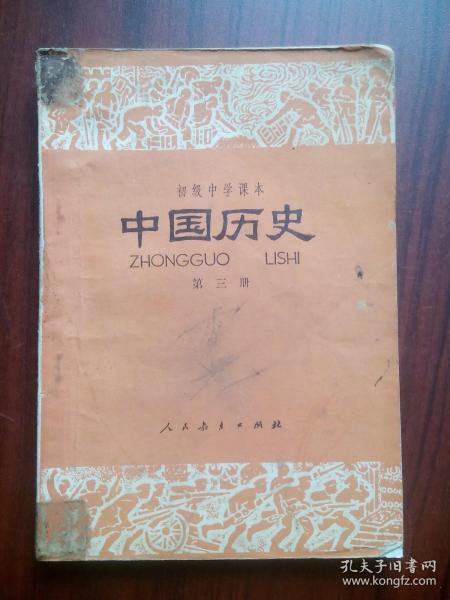 初级中学课本
中国历史
ZHONGGUO LISHI
第三册
人民教育出版社
孔夫子旧书网
www.kongfz.com